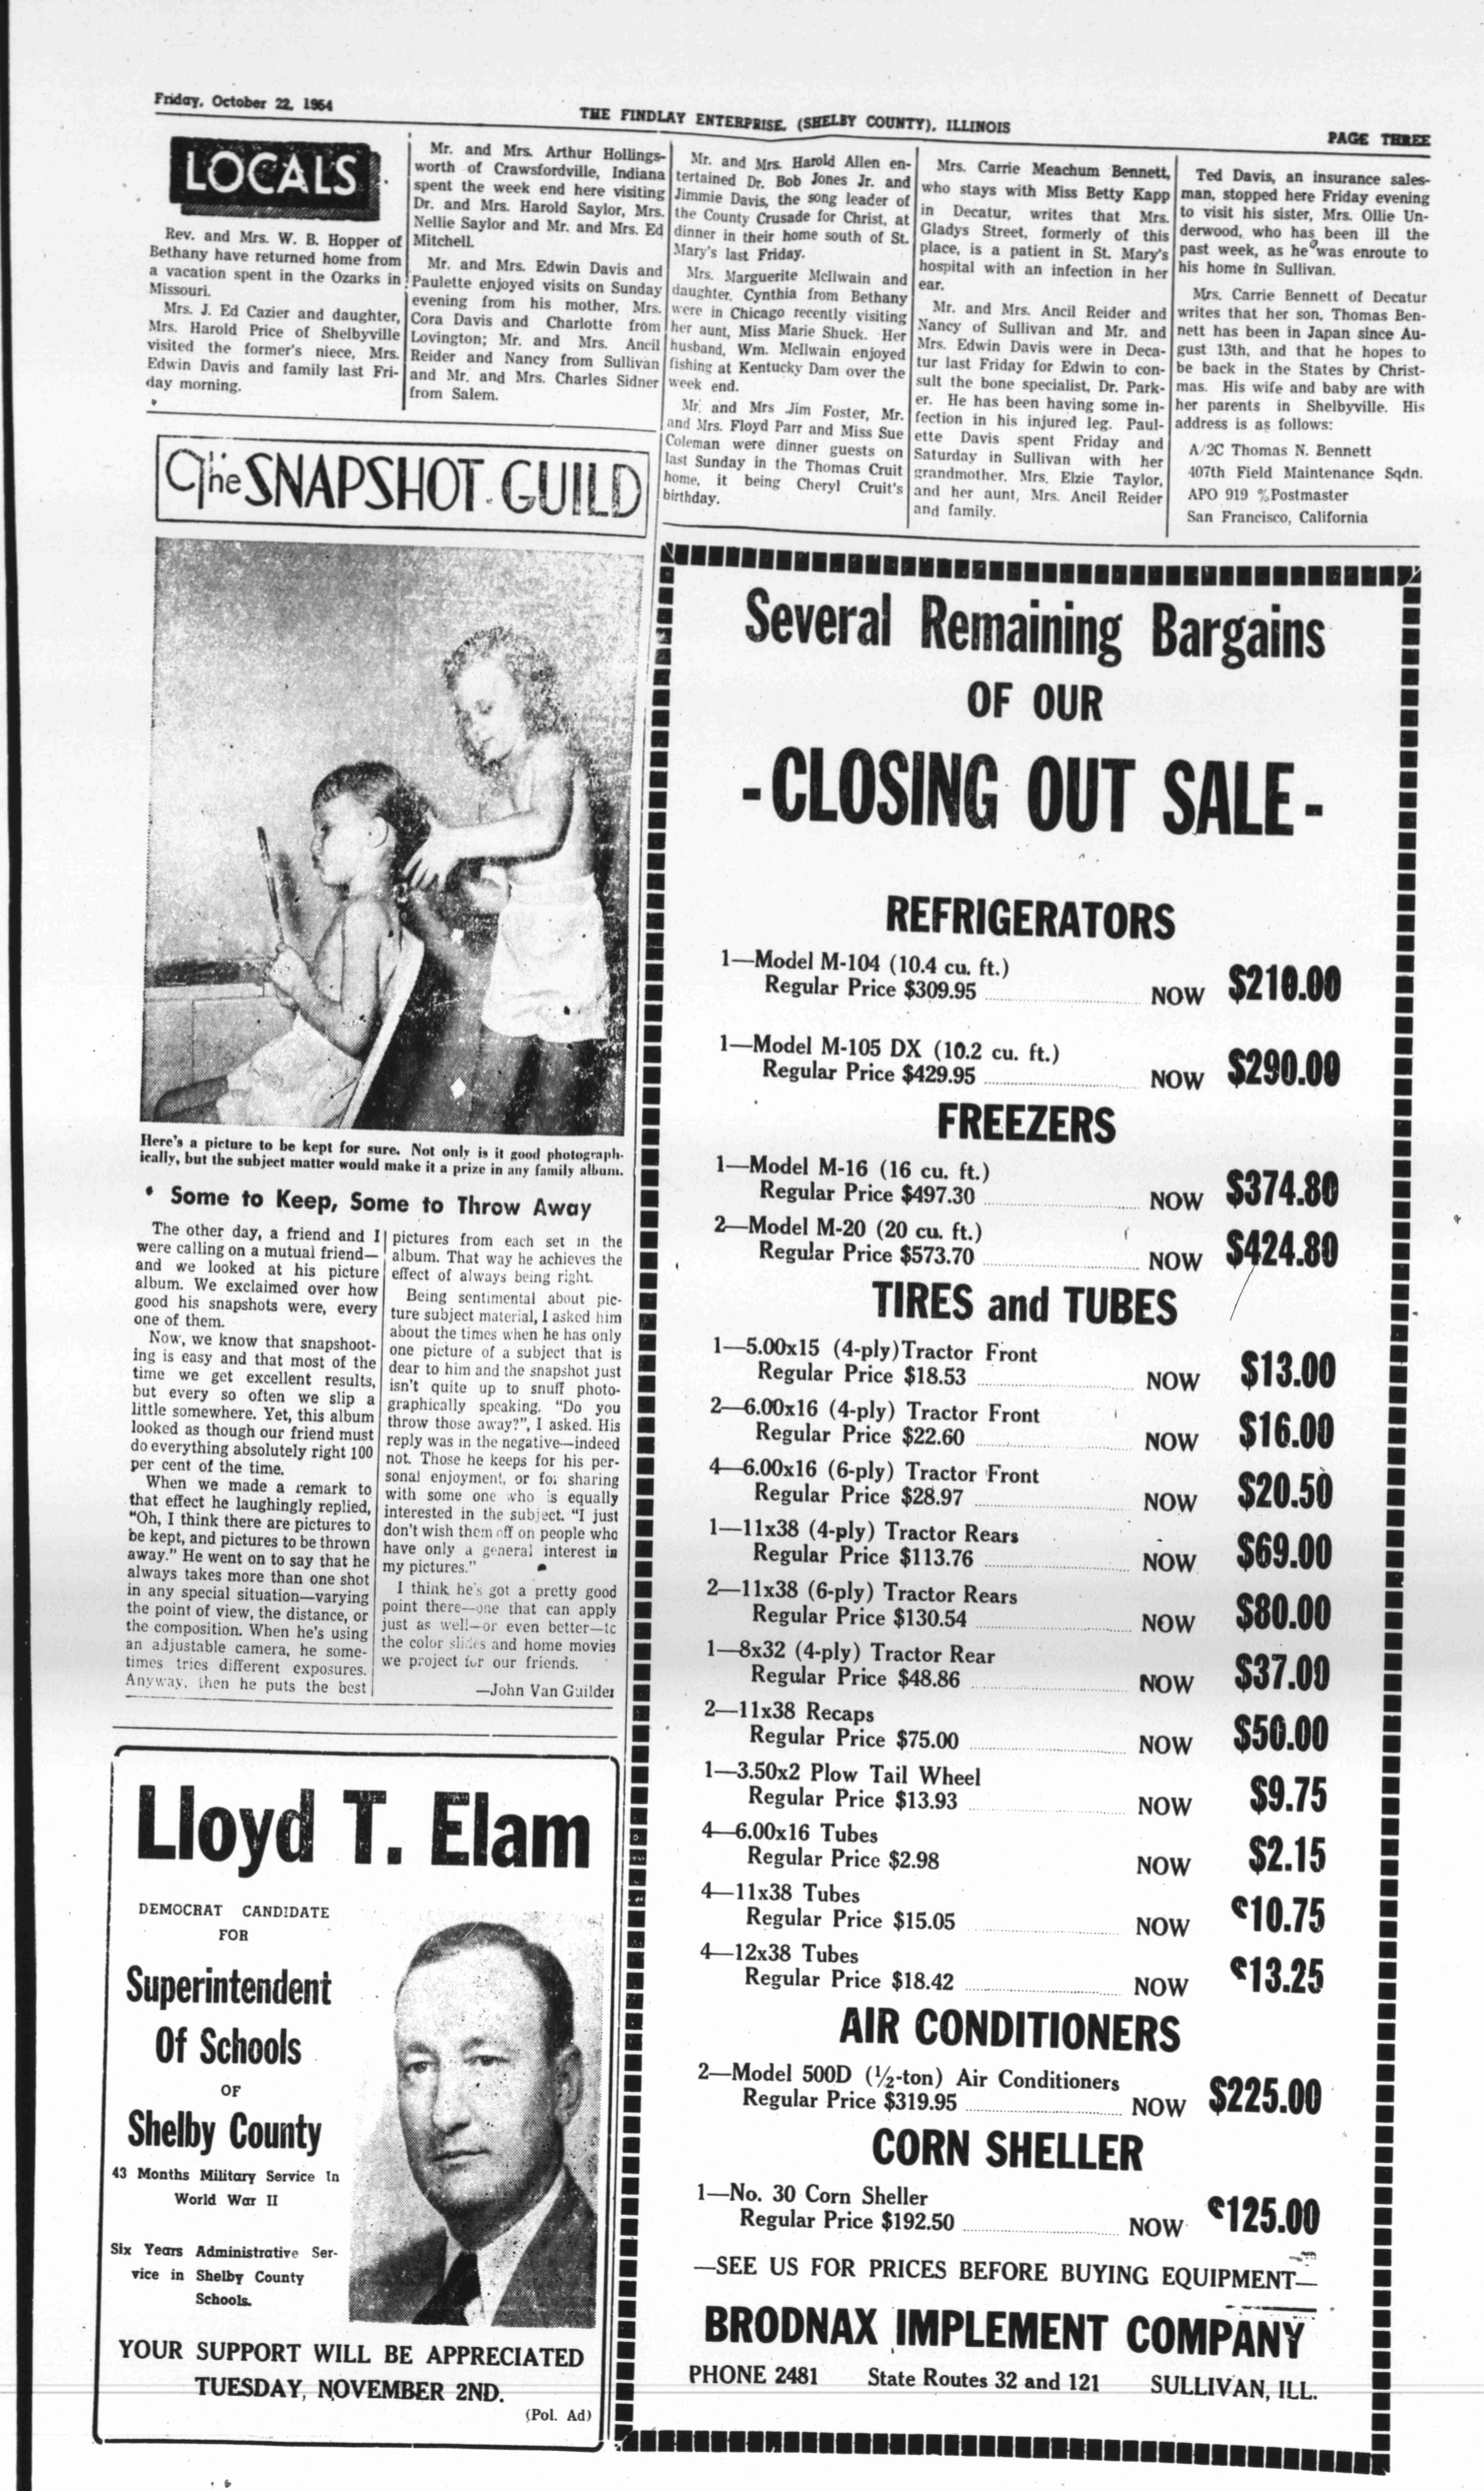 Friday, October 22, 1954
THE FINDLAY ENTERPRISE, (SHELBY COUNTY), ILLINOIS
PAGE THREE
LOCALS
Rev. and Mrs. W. B. Hopper of
Bethany have returned home from
a vacation spent in the Ozarks in
Missouri.
Mrs. J. Ed Cazier and daughter,
Mrs. Harold Price of Shelbyville
visited the former's niece, Mrs.
Edwin Davis and family last Fri-
day morning.
Mr. and Mrs. Arthur Hollings-
worth of Crawsfordville, Indiana
spent the week end here visiting
Dr. and Mrs. Harold Saylor, Mrs.
Nellie Saylor and Mr. and Mrs. Ed
Mitchell.
Mr. and Mrs. Edwin Davis and
Paulette enjoyed visits on Sunday
evening from his mother, Mrs.
Cora Davis and Charlotte from
Lovington; Mr. and Mrs. Ancil
Reider and Nancy from Sullivan
and Mr. and Mrs. Charles Sidner
from Salem.
Mr. and Mrs. Harold Allen en-
tertained Dr. Bob Jones Jr. and
Jimmie Davis, the song leader of
the County Crusade for Christ, at
dinner in their home south of St.
Mary's last Friday.
Mrs. Marguerite McIlwain and
daughter, Cynthia from Bethany
were in Chicago recently visiting
her aunt, Miss Marie Shuck. Her
husband, Wm. McIlwain enjoyed
fishing at Kentucky Dam over the
week end.
Mr. and Mrs Jim Foster, Mr.
and Mrs. Floyd Parr and Miss Sue
Coleman were dinner guests on
last Sunday in the Thomas Cruit
home, it being Cheryl Cruit's
birthday.
Mrs. Carrie Meachum Bennett,
who stays with Miss Betty Kapp
in Decatur, writes that Mrs.
Gladys Street, formerly of this
place, is a patient in St. Mary's
hospital with an infection in her
ear.
Mr. and Mrs. Ancil Reider and
Nancy of Sullivan and Mr. and
Mrs. Edwin Davis were in Deca-
tur last Friday for Edwin to con-
sult the bone specialist, Dr. Park-
er. He has been having some in-
fection in his injured leg. Paul-
ette Davis spent Friday and
Saturday in Sullivan with her
grandmother, Mrs. Elzie Taylor,
and her aunt, Mrs. Ancil Reider
and family.
Ted Davis, an insurance sales-
man, stopped here Friday evening
to visit his sister, Mrs. Ollie Un-
derwood, who has been ill the
past week, as he was enroute to
his home in Sullivan.
Mrs. Carrie Bennett of Decatur
writes that her son, Thomas Ben-
nett has been in Japan since Au-
gust 13th, and that he hopes to
be back in the States by Christ-
mas. His wife and baby are with
her parents in Shelbyville. His
address is as follows:
A/2C Thomas N. Bennett
407th Field Maintenance Sqdn.
APO 919 %Postmaster
San Francisco, California
The SNAPSHOT GUILD
Here's a picture to be kept for sure. Not only is it good photograph-
ically, but the subject matter would make it a prize in any family album.
• Some to Keep, Some to Throw Away
The other day, a friend and I
were calling on a mutual friend—
and we looked at his picture
album. We exclaimed over how
good his snapshots were, every
one of them.
Now, we know that snapshoot-
ing is easy and that most of the
time we get excellent results,
but every so often we slip a
little somewhere. Yet, this album
looked as though our friend must
do everything absolutely right 100
per cent of the time.
When we made a remark to
that effect he laughingly replied,
"Oh, I think there are pictures to
be kept, and pictures to be thrown
away." He went on to say that he
always takes more than one shot
in any special situation—varying
the point of view, the distance, or
the composition. When he's using
an adjustable camera, he some-
times tries different exposures.
Anyway, then he puts the best
pictures from each set in the
album. That way he achieves the
effect of always being right.
Being sentimental about pic-
ture subject material, I asked him
about the times when he has only
one picture of a subject that is
dear to him and the snapshot just
isn't quite up to snuff photo-
graphically speaking. "Do you
throw those away?", I asked. His
reply was in the negative—indeed
not. Those he keeps for his per-
sonal enjoyment, or for sharing
with some one who is equally
interested in the subject. "I just
don't wish them off on people who
have only a general interest in
my pictures."
I think he's got a pretty good
point there—one that can apply
just as well—or even better—to
the color slides and home movies
we project for our friends.
—John Van Guilder
Lloyd T. Elam
DEMOCRAT CANDIDATE
FOR
Superintendent
Of Schools
OF
Shelby County
43 Months Military Service In
World War II
Six Years Administrative Ser-
vice in Shelby County
Schools.
YOUR SUPPORT WILL BE APPRECIATED
TUESDAY, NOVEMBER 2ND.
(Pol. Ad)
Several Remaining Bargains
OF OUR
-CLOSING OUT SALE-
REFRIGERATORS
1—Model M-104 (10.4 cu. ft.)
Regular Price $309.95 NOW $210.00
1—Model M-105 DX (10.2 cu. ft.)
Regular Price $429.95 NOW $290.00
FREEZERS
1—Model M-16 (16 cu. ft.)
Regular Price $497.30 NOW $374.80
2—Model M-20 (20 cu. ft.)
Regular Price $573.70 NOW $424.80
TIRES and TUBES
1—5.00x15 (4-ply)Tractor Front
Regular Price $18.53 NOW $13.00
2—6.00x16 (4-ply) Tractor Front
Regular Price $22.60 NOW $16.00
4—6.00x16 (6-ply) Tractor Front
Regular Price $28.97 NOW $20.50
1—11x38 (4-ply) Tractor Rears
Regular Price $113.76 NOW $69.00
2—11x38 (6-ply) Tractor Rears
Regular Price $130.54 NOW $80.00
1—8x32 (4-ply) Tractor Rear
Regular Price $48.86 NOW $37.00
2—11x38 Recaps
Regular Price $75.00 NOW $50.00
1—3.50x2 Plow Tail Wheel
Regular Price $13.93 NOW $9.75
4—6.00x16 Tubes
Regular Price $2.98 NOW $2.15
4—11x38 Tubes
Regular Price $15.05 NOW $10.75
4—12x38 Tubes
Regular Price $18.42 NOW $13.25
AIR CONDITIONERS
2—Model 500D (½-ton) Air Conditioners
Regular Price $319.95 NOW $225.00
CORN SHELLER
1—No. 30 Corn Sheller
Regular Price $192.50 NOW $125.00
—SEE US FOR PRICES BEFORE BUYING EQUIPMENT—
BRODNAX IMPLEMENT COMPANY
PHONE 2481 State Routes 32 and 121 SULLIVAN, ILL.